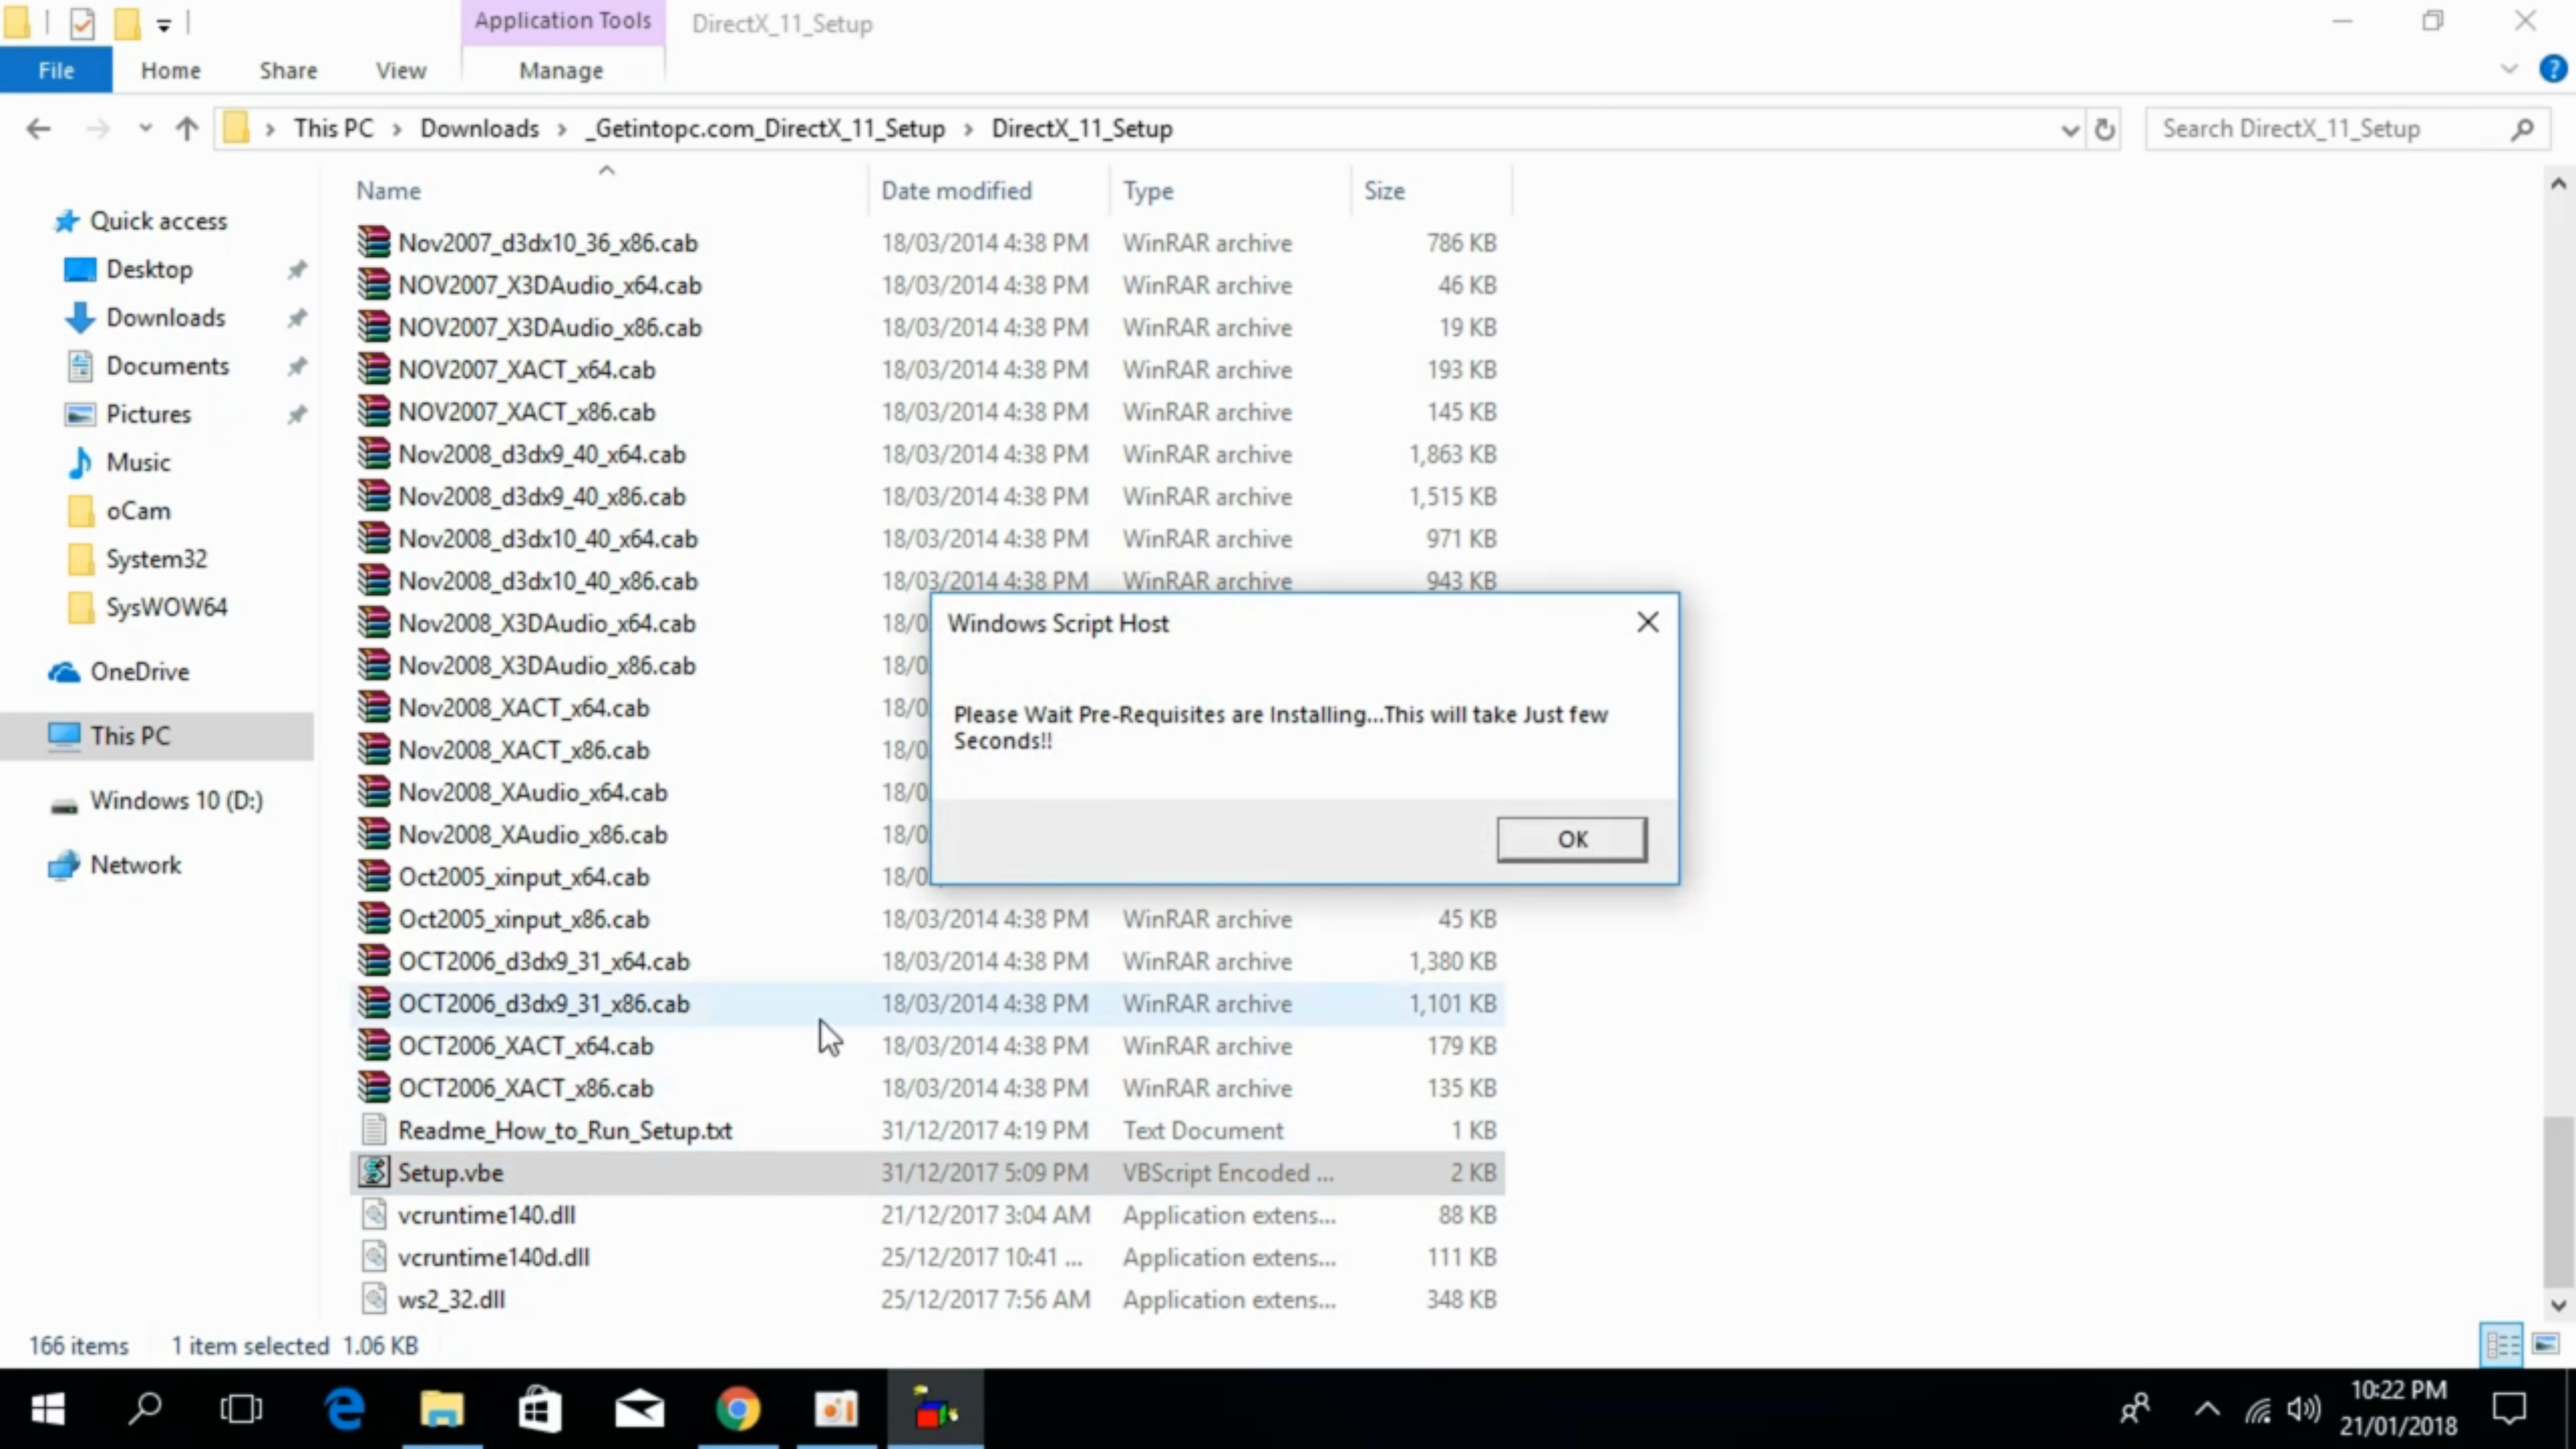 Application Tools DirectX_11_Setup
File Home Share View Manage
This PC Downloads _Getintopc.com_DirectX_11_Setup DirectX_11_Setup Search DirectX_11_Setup
Name Date modified Type Size
Quick access
Desktop
Downloads
Documents
Pictures
Music
oCam
System32
SysWOW64
OneDrive
This PC
Windows 10 (D:)
Network
Nov2007_d3dx10_36_x86.cab 18/03/2014 4:38 PM WinRAR archive 786 KB
NOV2007_X3DAudio_x64.cab 18/03/2014 4:38 PM WinRAR archive 46 KB
NOV2007_X3DAudio_x86.cab 18/03/2014 4:38 PM WinRAR archive 19 KB
NOV2007_XACT_x64.cab 18/03/2014 4:38 PM WinRAR archive 193 KB
NOV2007_XACT_x86.cab 18/03/2014 4:38 PM WinRAR archive 145 KB
Nov2008_d3dx9_40_x64.cab 18/03/2014 4:38 PM WinRAR archive 1,863 KB
Nov2008_d3dx9_40_x86.cab 18/03/2014 4:38 PM WinRAR archive 1,515 KB
Nov2008_d3dx10_40_x64.cab 18/03/2014 4:38 PM WinRAR archive 971 KB
Nov2008_d3dx10_40_x86.cab 18/03/2014 4:38 PM WinRAR archive 943 KB
Nov2008_X3DAudio_x64.cab 18/0
Nov2008_X3DAudio_x86.cab 18/0
Nov2008_XACT_x64.cab 18/0
Nov2008_XACT_x86.cab 18/0
Nov2008_XAudio_x64.cab 18/0
Nov2008_XAudio_x86.cab 18/0
Oct2005_xinput_x64.cab 18/0
Oct2005_xinput_x86.cab 18/03/2014 4:38 PM WinRAR archive 45 KB
OCT2006_d3dx9_31_x64.cab 18/03/2014 4:38 PM WinRAR archive 1,380 KB
OCT2006_d3dx9_31_x86.cab 18/03/2014 4:38 PM WinRAR archive 1,101 KB
OCT2006_XACT_x64.cab 18/03/2014 4:38 PM WinRAR archive 179 KB
OCT2006_XACT_x86.cab 18/03/2014 4:38 PM WinRAR archive 135 KB
Readme_How_to_Run_Setup.txt 31/12/2017 4:19 PM Text Document 1 KB
Setup.vbe 31/12/2017 5:09 PM VBScript Encoded ... 2 KB
vcruntime140.dll 21/12/2017 3:04 AM Application extens... 88 KB
vcruntime140d.dll 25/12/2017 10:41 ... Application extens... 111 KB
ws2_32.dll 25/12/2017 7:56 AM Application extens... 348 KB
Windows Script Host
Please Wait Pre-Requisites are Installing...This will take Just few
Seconds!!
OK
166 items 1 item selected 1.06 KB
10:22 PM
21/01/2018